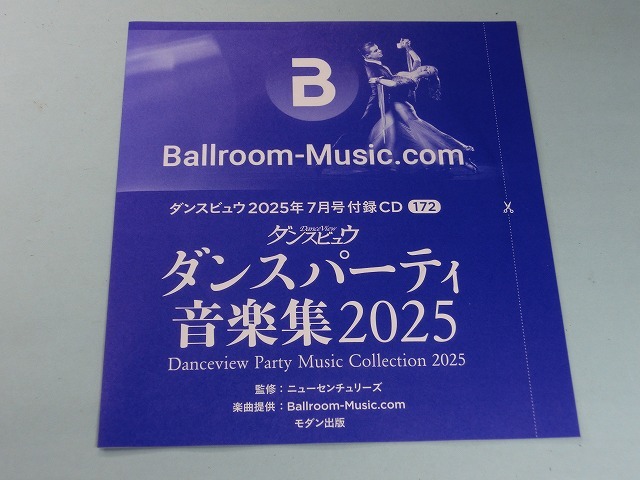 B
Ballroom-Music.com
ダンスビュウ2025年7月号付録CD 172
DanceView
ダンスビュウ
ダンスパーティ
音楽集2025
Danceview Party Music Collection 2025
監修：ニューセンチュリーズ
楽曲提供：Ballroom-Music.com
モダン出版